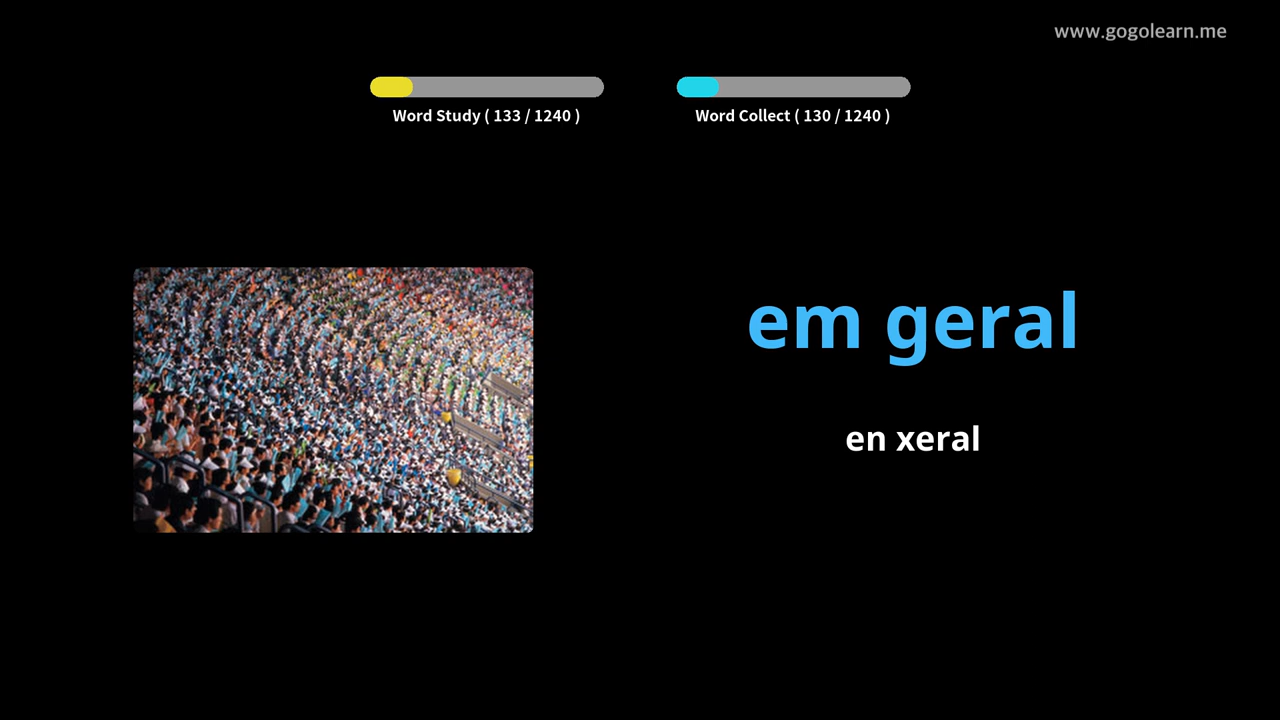 www.gogolearn.me
Word Study ( 133 / 1240 )
Word Collect ( 130 / 1240 )
em geral
en xeral